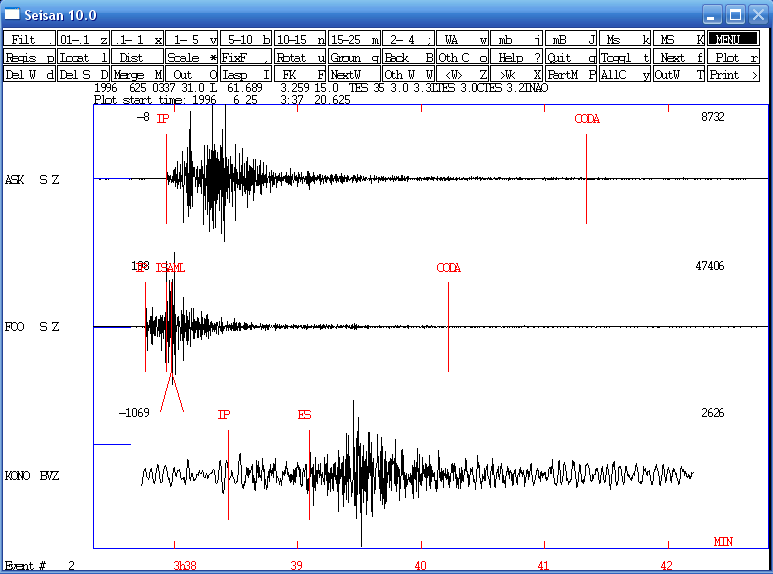 Seisan 10.0
Filt . 01-.1 z .1- 1 x 1- 5 v 5-10 b 10-15 n 15-25 m 2- 4 ; WA w mb j mB J Ms k MS K MENU
Regis p Locat l Dist Scale * FixF , Rotat u Groun g Back B Oth C o Help ? Quit q Toggl t Next f Plot r
Del W d Del S D Merge M Out O Iasp I FK F NextW Oth W W <W> Z >Wk X PartM P AllC y OutW T Print >
1996 625 0337 31.0 L 61.689 3.259 15.0 TES 35 3.0 3.3LTES 3.0CTES 3.2LNAO
Plot start time: 1996 6 25 3:37 20.625
-8 IP CODA 8732
ASK S Z
198 IP ISAML CODA 47406
FOO S Z
-1069 IP ES 2626
KONO BVZ
MIN
Event # 2 3h38 39 40 41 42